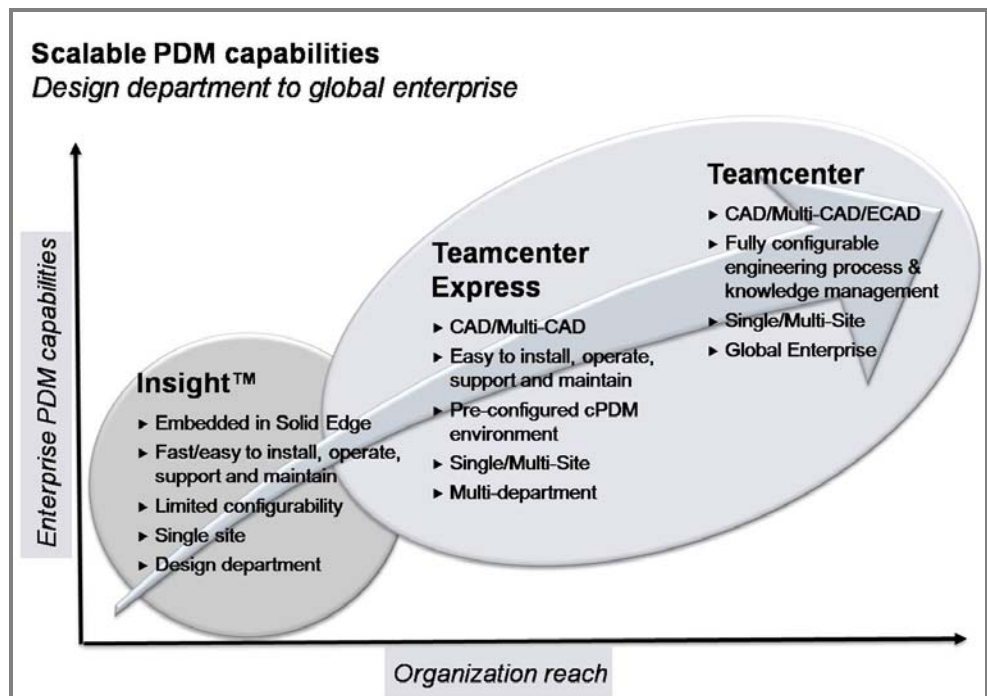 Scalable PDM capabilities
Design department to global enterprise
Enterprise PDM capabilities
Insight™
▸ Embedded in Solid Edge
▸ Fast/easy to install, operate,
support and maintain
▸ Limited configurability
▸ Single site
▸ Design department
Teamcenter
Express
▸ CAD/Multi-CAD
▸ Easy to install, operate,
support and maintain
▸ Pre-configured cPDM
environment
▸ Single/Multi-Site
▸ Multi-department
Teamcenter
▸ CAD/Multi-CAD/ECAD
▸ Fully configurable
engineering process &
knowledge management
▸ Single/Multi-Site
▸ Global Enterprise
Organization reach